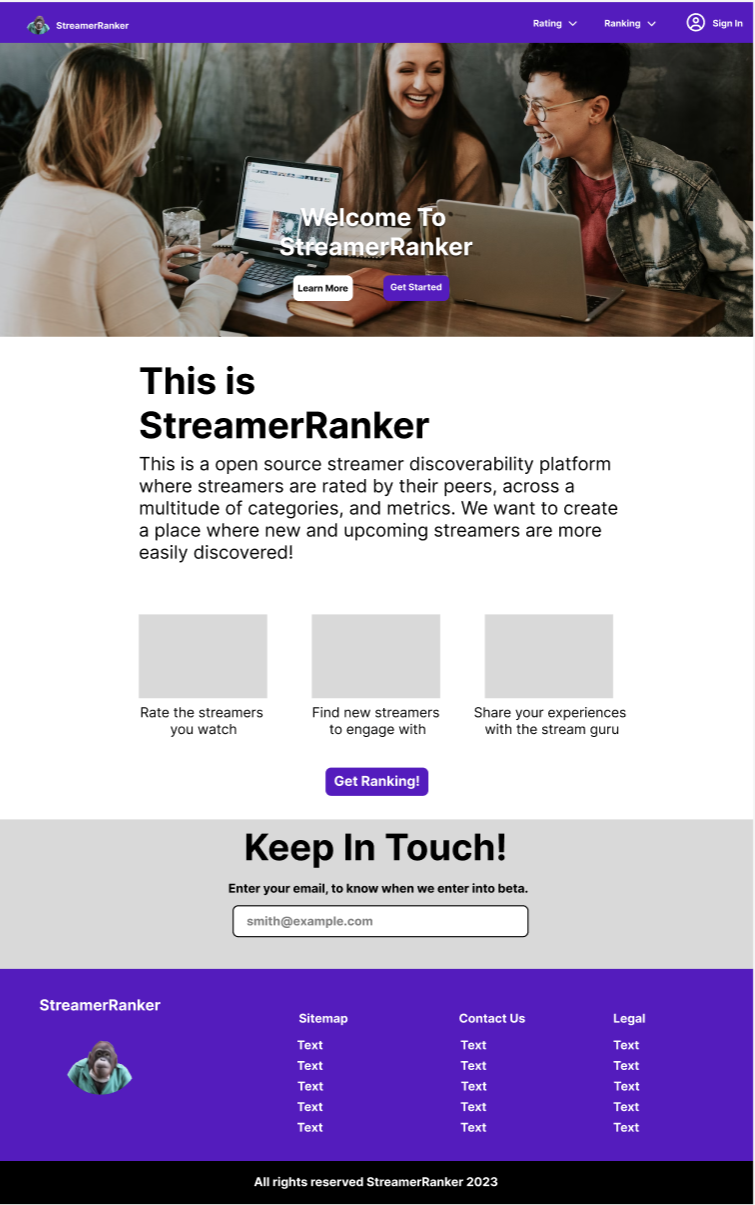 StreamerRanker
Rating
Ranking
Sign In
Welcome To
StreamerRanker
Learn More
Get Started
This is
StreamerRanker
This is a open source streamer discoverability platform
where streamers are rated by their peers, across a
multitude of categories, and metrics. We want to create
a place where new and upcoming streamers are more
easily discovered!
Rate the streamers
you watch
Find new streamers
to engage with
Share your experiences
with the stream guru
Get Ranking!
Keep In Touch!
Enter your email, to know when we enter into beta.
smith@example.com
StreamerRanker
Sitemap
Text
Text
Text
Text
Text
Contact Us
Text
Text
Text
Text
Text
Legal
Text
Text
Text
Text
Text
All rights reserved StreamerRanker 2023